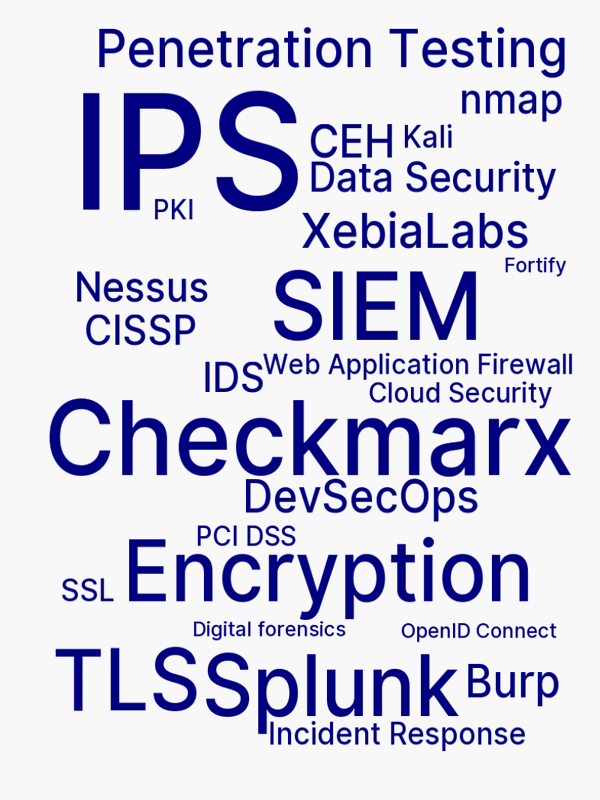 Penetration Testing
nmap
IPS
CEH
Kali
Data Security
PKI
XebiaLabs
Fortify
Nessus
SIEM
CISSP
Web Application Firewall
IDS
Cloud Security
Checkmarx
DevSecOps
PCI DSS
Encryption
SSL
Digital forensics
OpenID Connect
TLS
Splunk
Burp
Incident Response